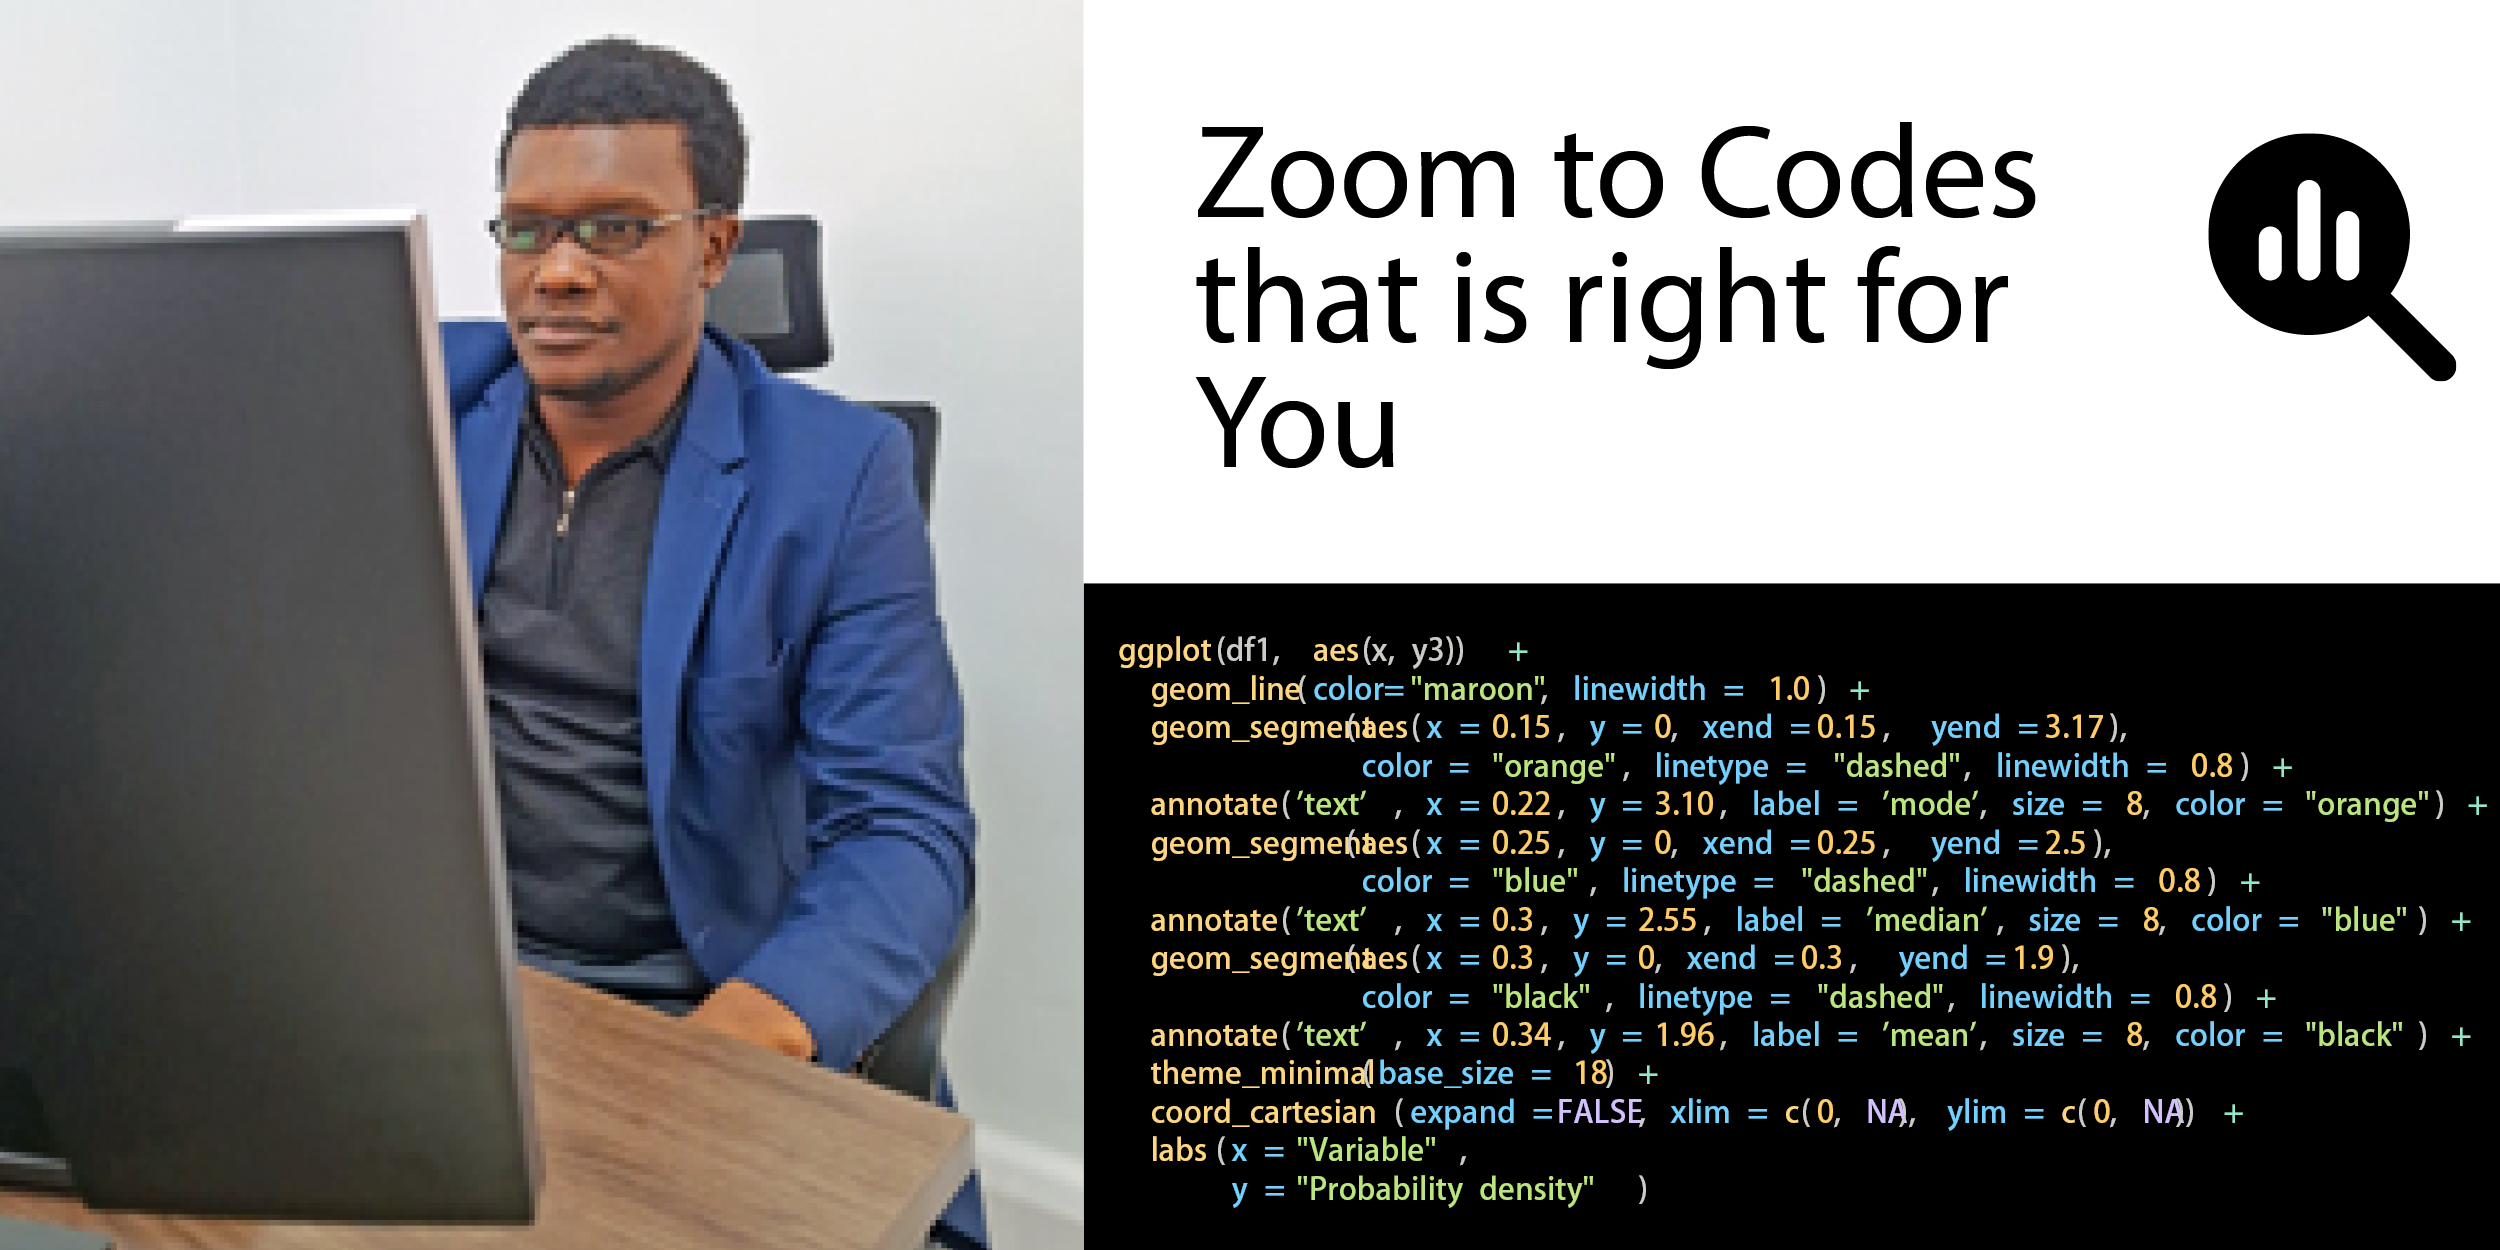 Zoom to Codes
that is right for
You
ggplot(df1, aes(x, y3)) +
geom_line(color="maroon", linewidth = 1.0) +
geom_segment(aes(x = 0.15, y = 0, xend =0.15, yend =3.17),
color = "orange", linetype = "dashed", linewidth = 0.8) +
annotate('text' , x = 0.22, y = 3.10, label = 'mode', size = 8, color = "orange") +
geom_segment(aes(x = 0.25, y = 0, xend =0.25, yend =2.5),
color = "blue", linetype = "dashed", linewidth = 0.8) +
annotate('text' , x = 0.3, y = 2.55, label = 'median', size = 8, color = "blue") +
geom_segment(aes(x = 0.3, y = 0, xend =0.3, yend =1.9),
color = "black", linetype = "dashed", linewidth = 0.8) +
annotate('text' , x = 0.34, y = 1.96, label = 'mean', size = 8, color = "black") +
theme_minimal(base_size = 18) +
coord_cartesian (expand =FALSE, xlim = c(0, NA), ylim = c(0, NA)) +
labs(x = "Variable" ,
y = "Probability density" )